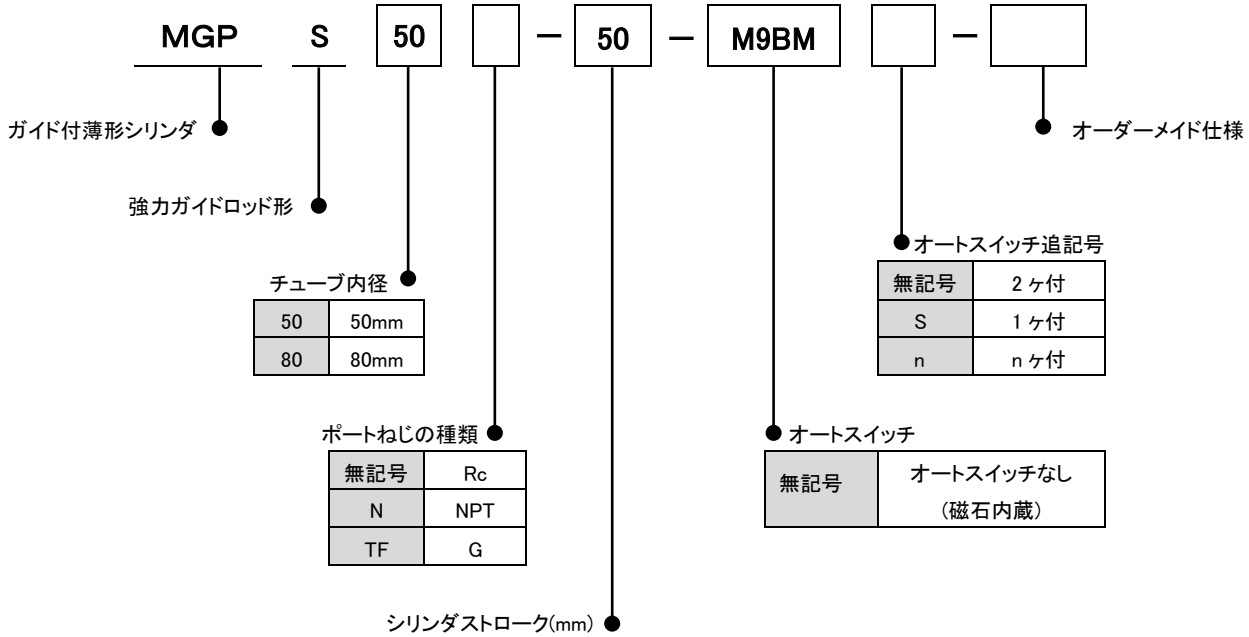 MGP S 50 － 50 － M9BM －
ガイド付薄形シリンダ
オーダーメイド仕様
強力ガイドロッド形
オートスイッチ追記号
無記号 2ヶ付
S 1ヶ付
n nヶ付
チューブ内径
50 50mm
80 80mm
ポートねじの種類
無記号 Rc
N NPT
TF G
オートスイッチ
無記号 オートスイッチなし
(磁石内蔵)
シリンダストローク(mm)